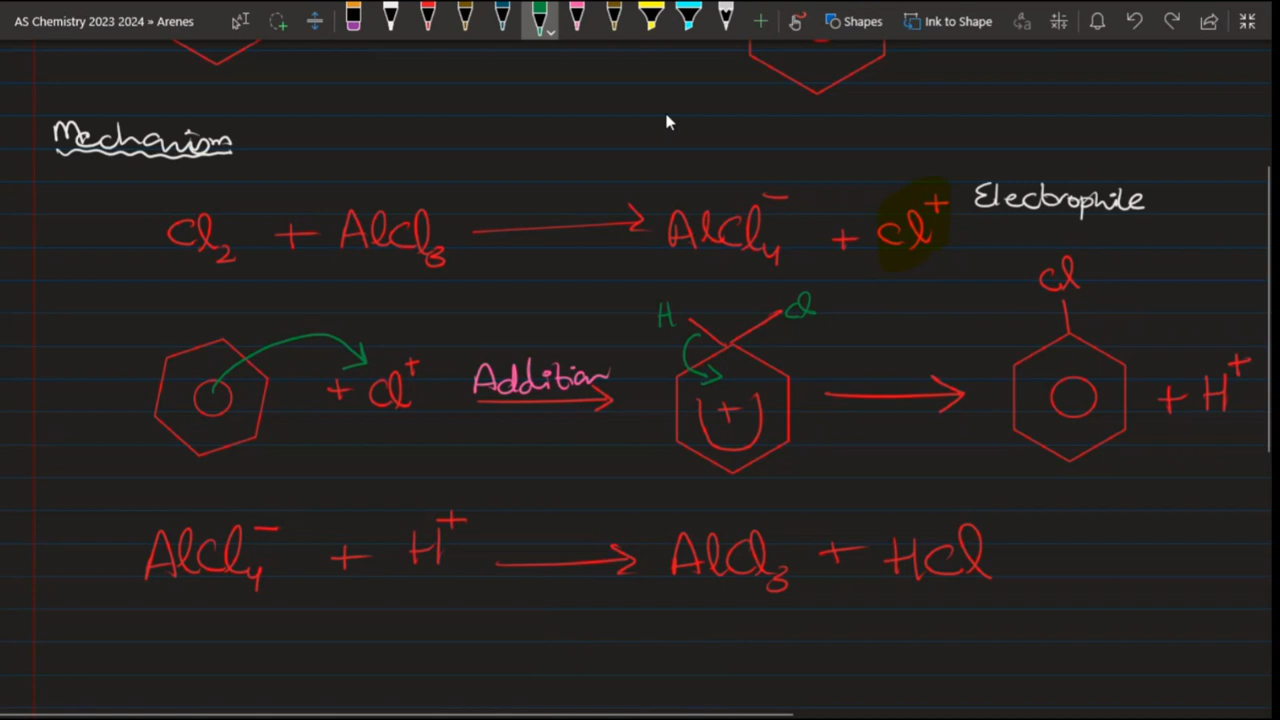 AS Chemistry 2023 2024 » Arenes
Shapes
Ink to Shape
Mechanism
Cl₂ + AlCl₃ → AlCl₄⁻ + Cl⁺ Electrophile
+ Cl⁺ Addition H Cl + Cl + H⁺
AlCl₄⁻ + H⁺ → AlCl₃ + HCl